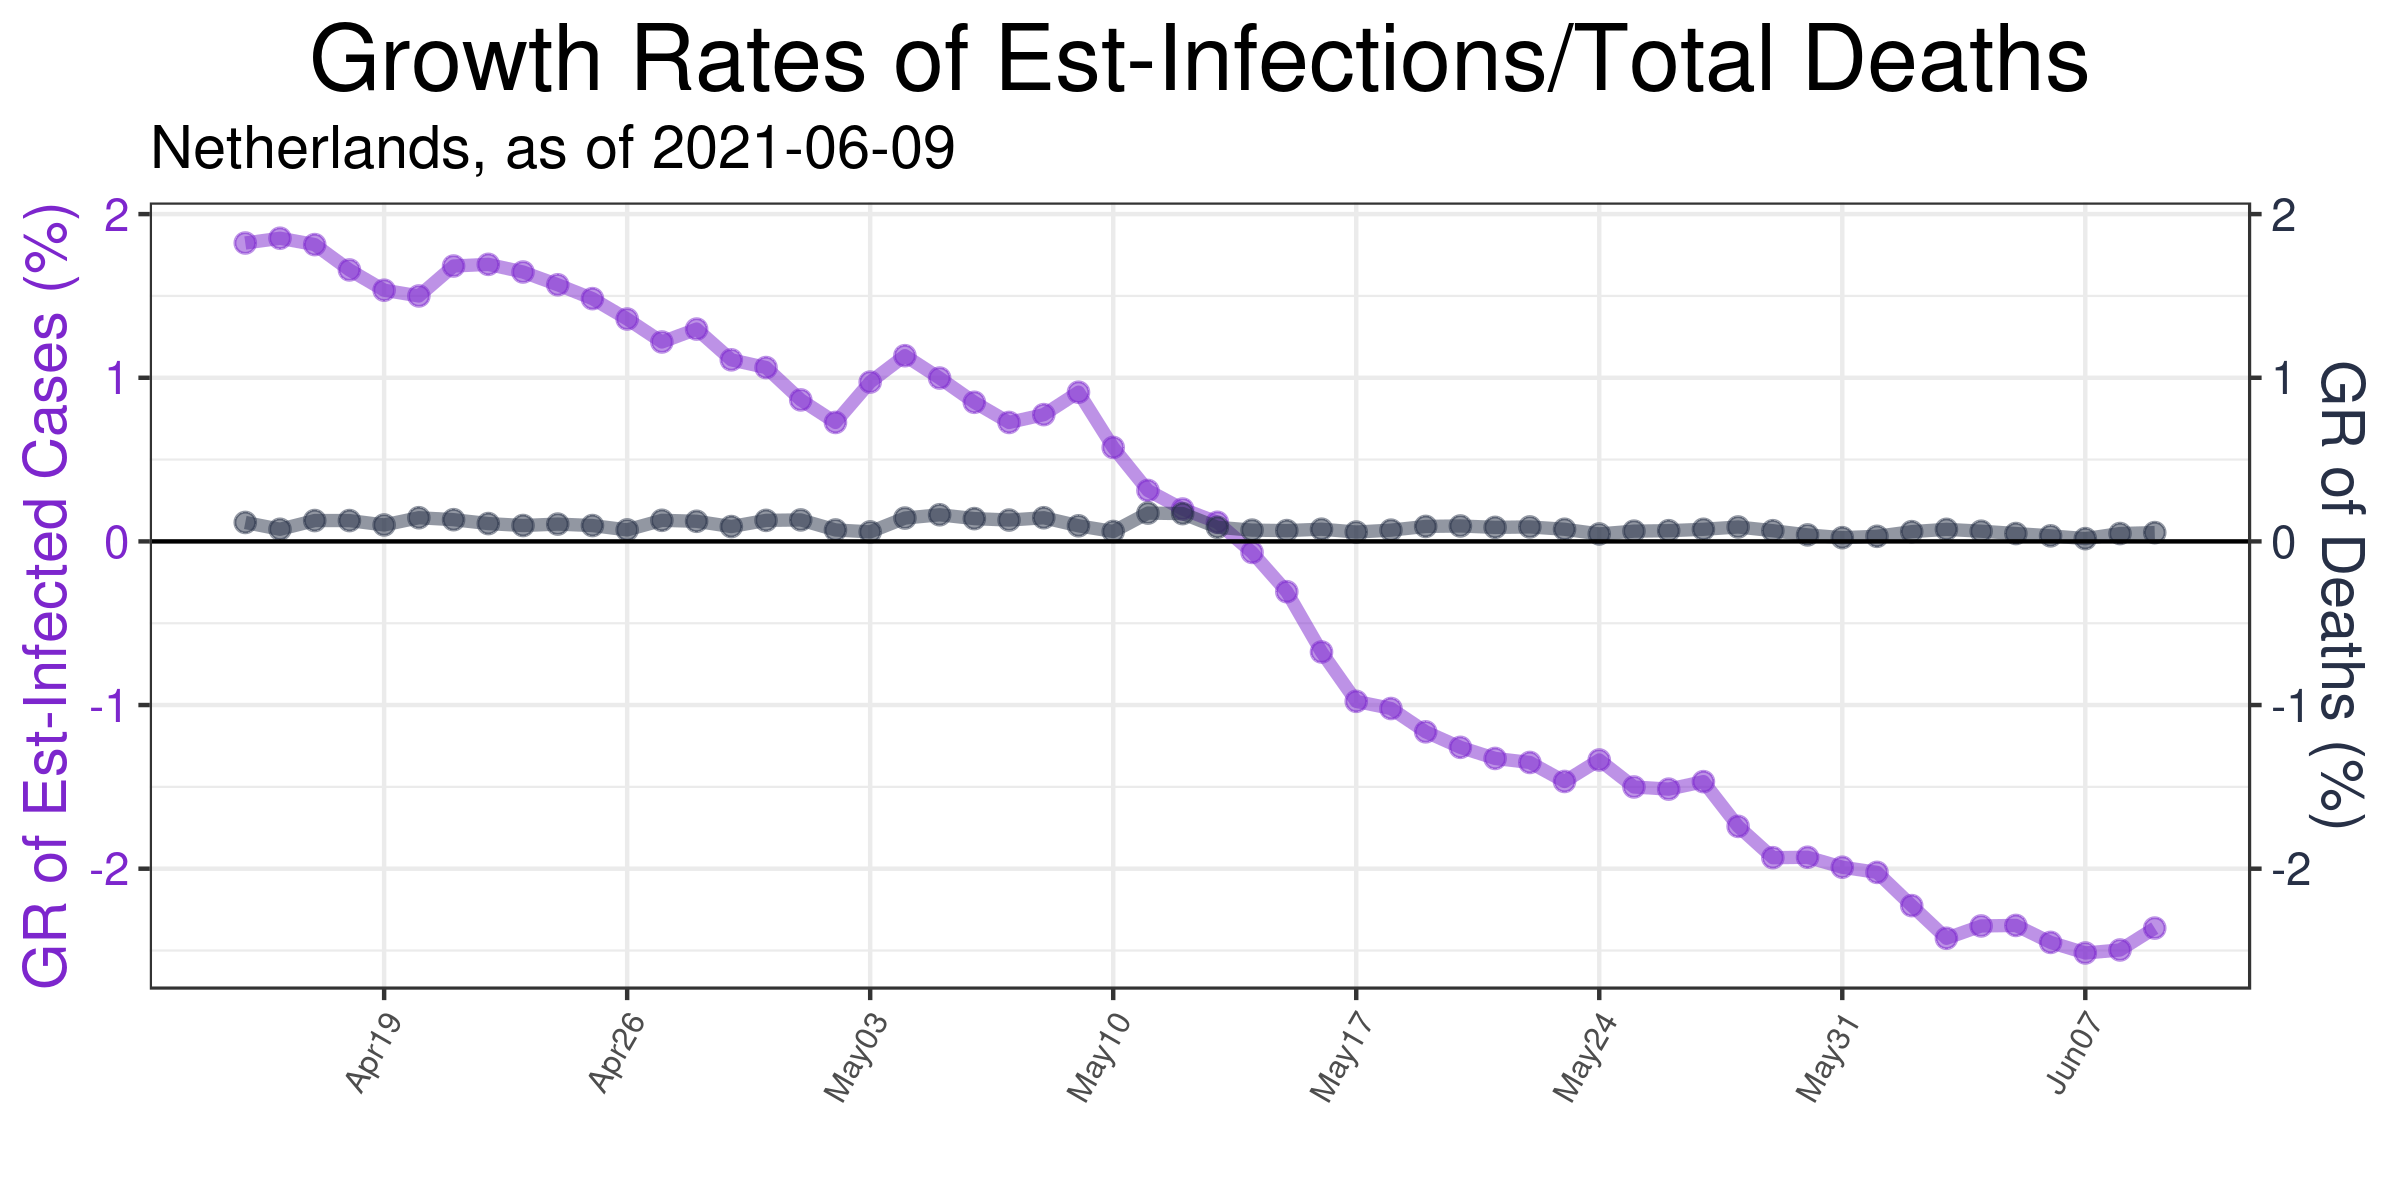 Growth Rates of Est-Infections/Total Deaths
Netherlands, as of 2021-06-09
GR of Est-Infected Cases (%)
2
1
0
-1
-2
2
1
0
-1
-2
GR of Deaths (%)
Apr19
Apr26
May03
May10
May17
May24
May31
Jun07